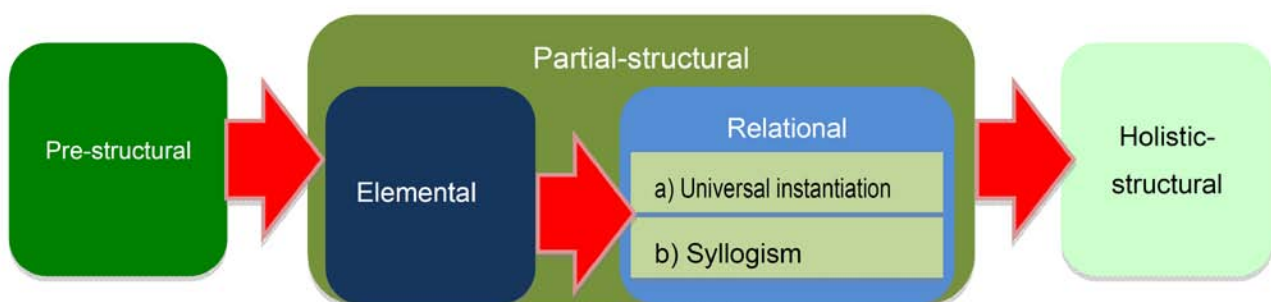 Pre-structural
Partial-structural
Elemental
Relational
a) Universal instantiation
b) Syllogism
Holistic-
structural